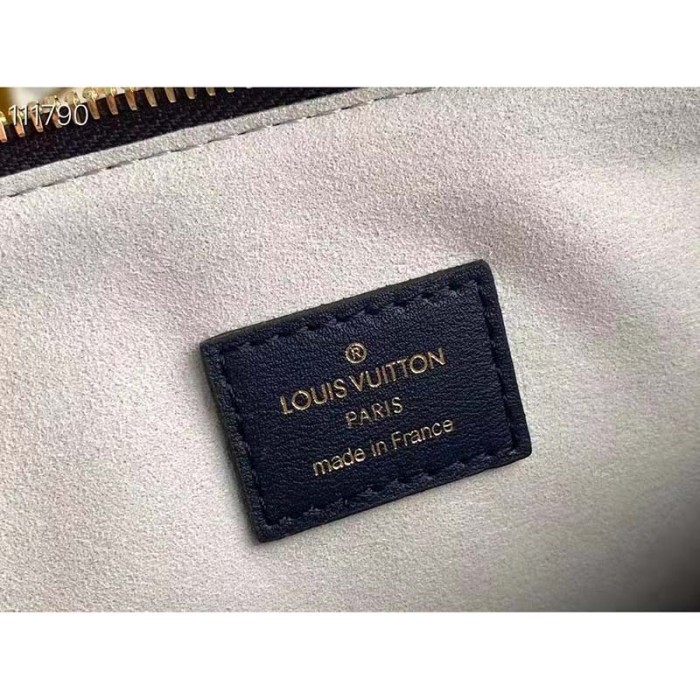 111790
®
LOUIS VUITTON
PARIS
made in France